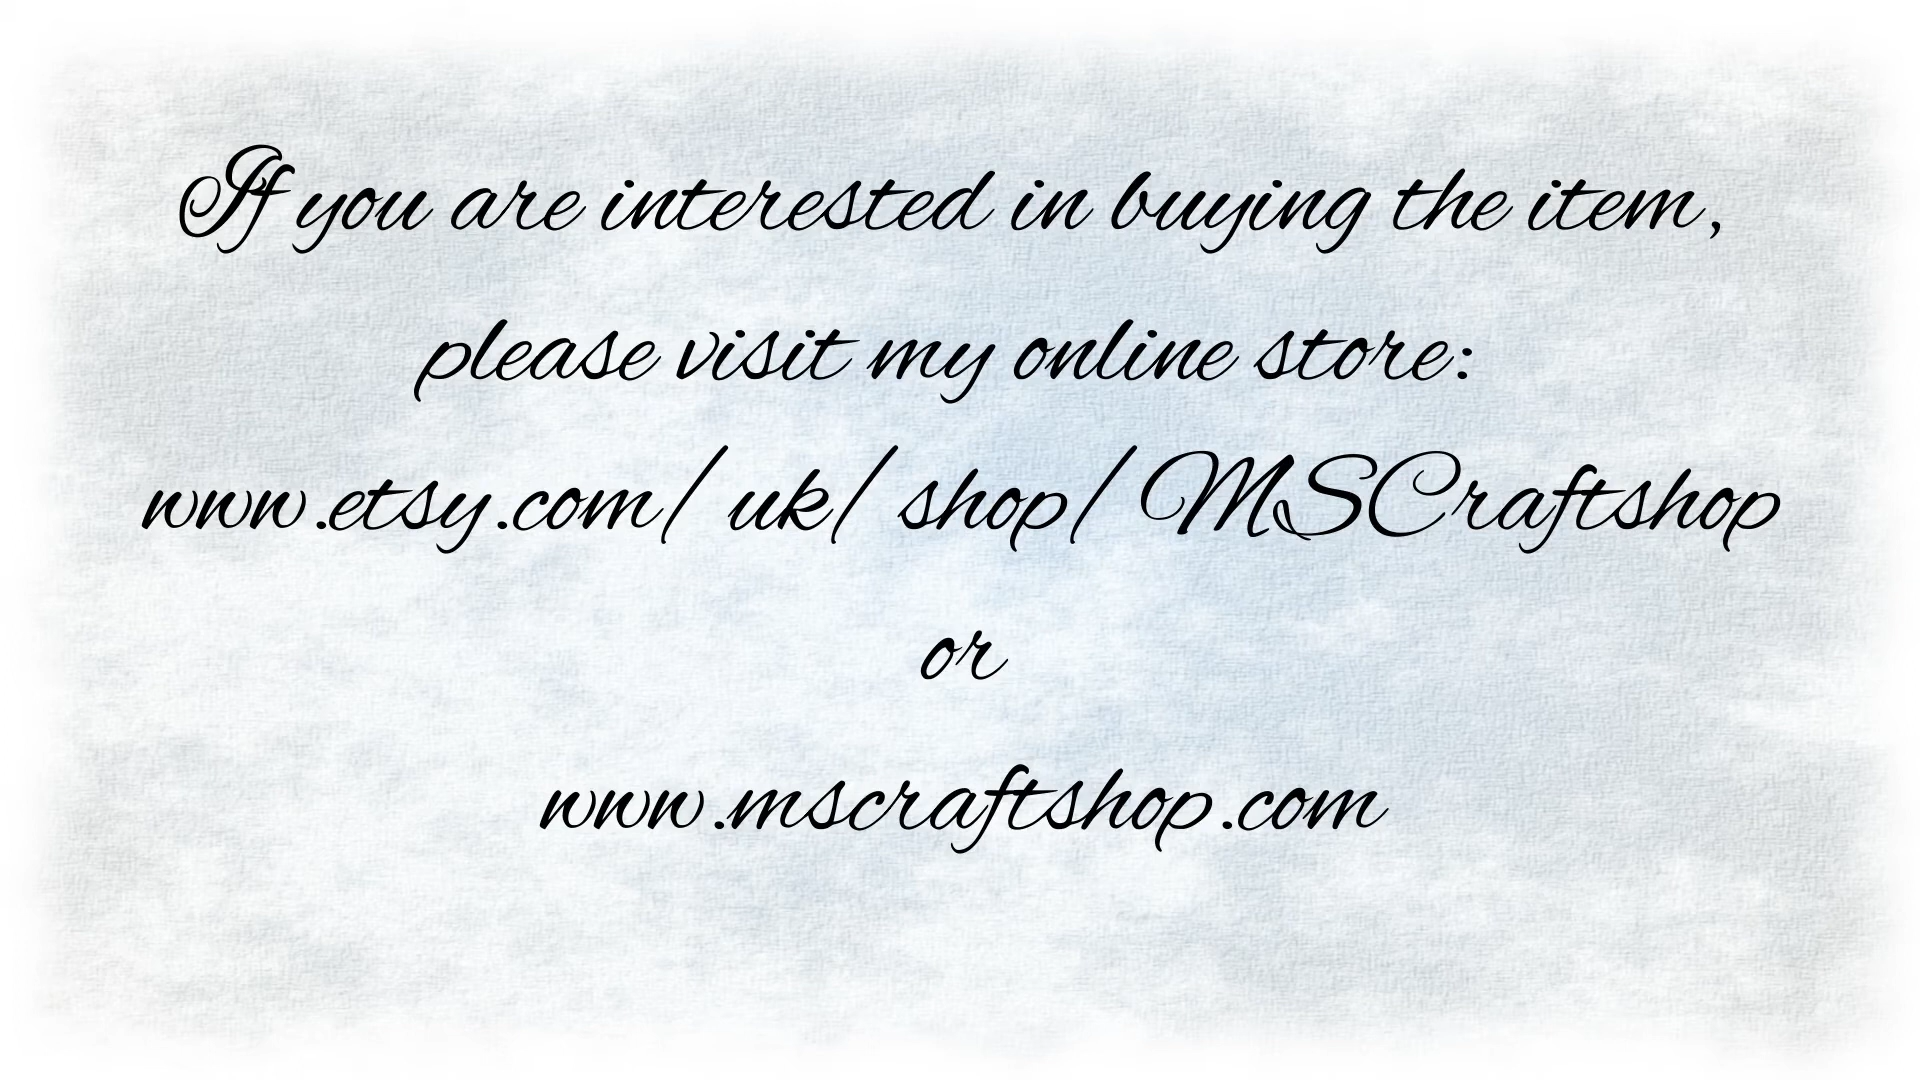 If you are interested in buying the item,
please visit my online store:
www.etsy.com/ uk/ shop/ MSCraftshop
or
www.mscraftshop.com